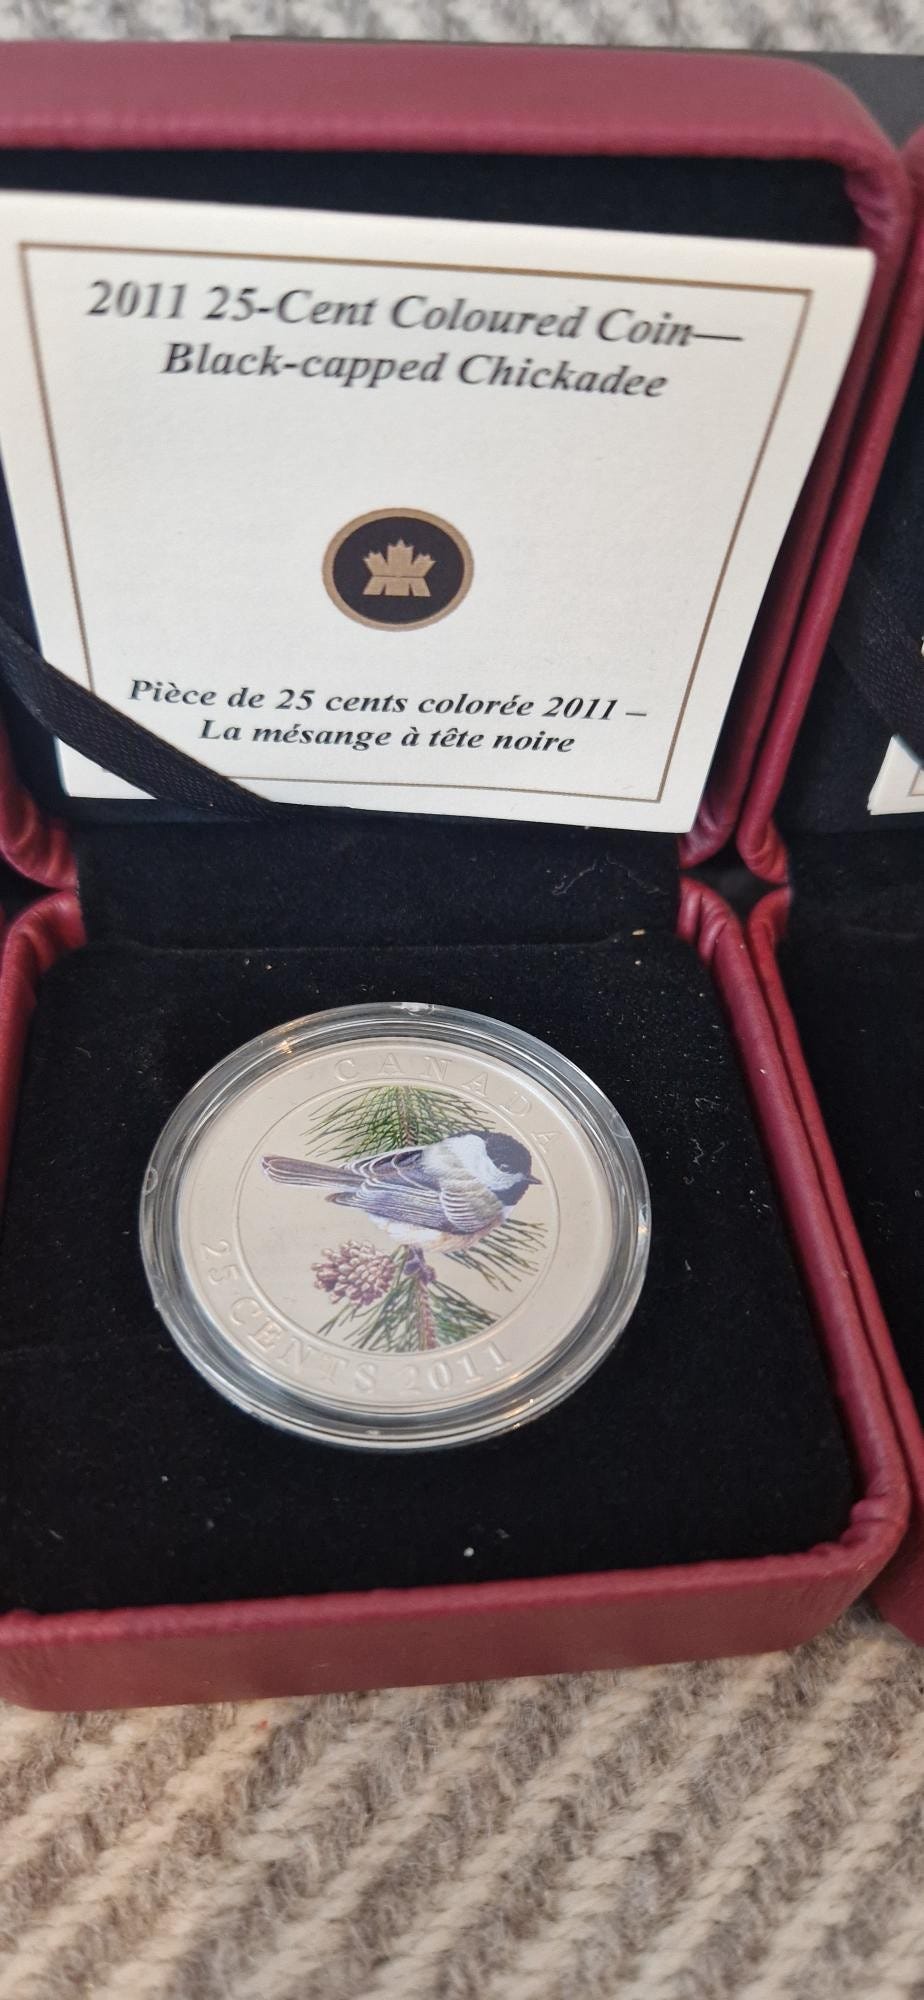 2011 25-Cent Coloured Coin—
Black-capped Chickadee
Pièce de 25 cents colorée 2011 –
La mésange à tête noire
CANADA
25 CENTS 2011